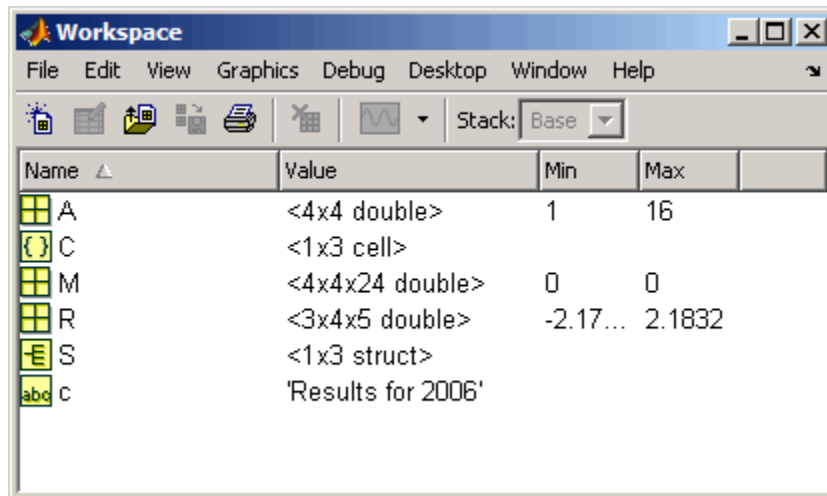 Workspace
File Edit View Graphics Debug Desktop Window Help
Stack: Base
Name Value Min Max
A <4x4 double> 1 16
{} C <1x3 cell>
M <4x4x24 double> 0 0
R <3x4x5 double> -2.17... 2.1832
S <1x3 struct>
abc c 'Results for 2006'